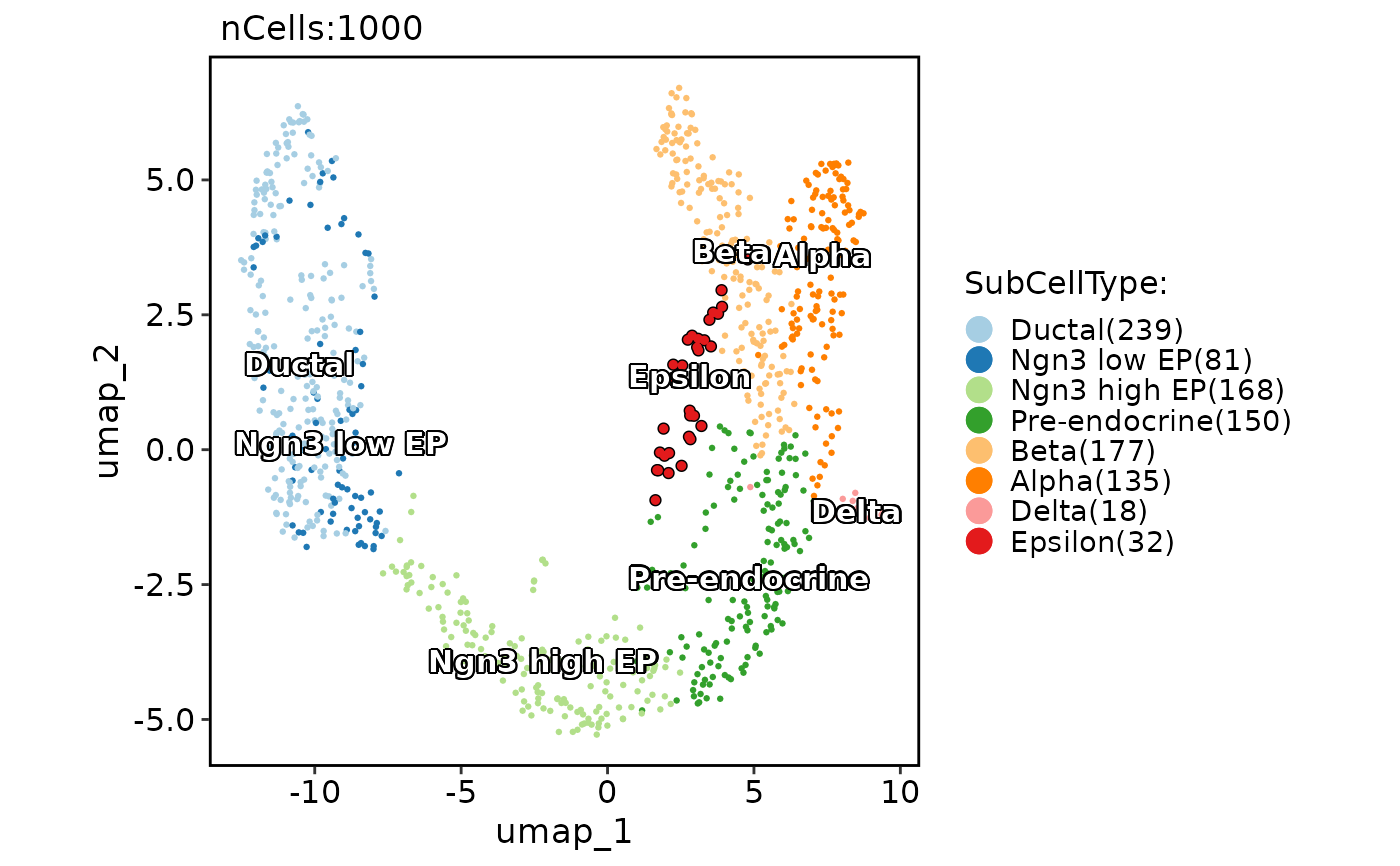 nCells:1000
umap_2
5.0
2.5
0.0
-2.5
-5.0
Beta
Alpha
Ductal
Epsilon
Ngn3 low EP
Delta
Pre-endocrine
Ngn3 high EP
-10
-5
0
5
10
umap_1
SubCellType:
Ductal(239)
Ngn3 low EP(81)
Ngn3 high EP(168)
Pre-endocrine(150)
Beta(177)
Alpha(135)
Delta(18)
Epsilon(32)